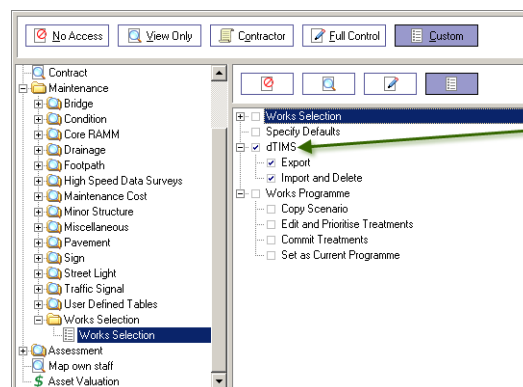 No Access View Only Contractor Full Control Custom
Contract
Maintenance
Bridge
Condition
Core RAMM
Drainage
Footpath
High Speed Data Surveys
Maintenance Cost
Minor Structure
Miscellaneous
Pavement
Sign
Street Light
Traffic Signal
User Defined Tables
Works Selection
Works Selection
Assessment
Map own staff
Asset Valuation
Works Selection
Specify Defaults
dTIMS
Export
Import and Delete
Works Programme
Copy Scenario
Edit and Prioritise Treatments
Commit Treatments
Set as Current Programme